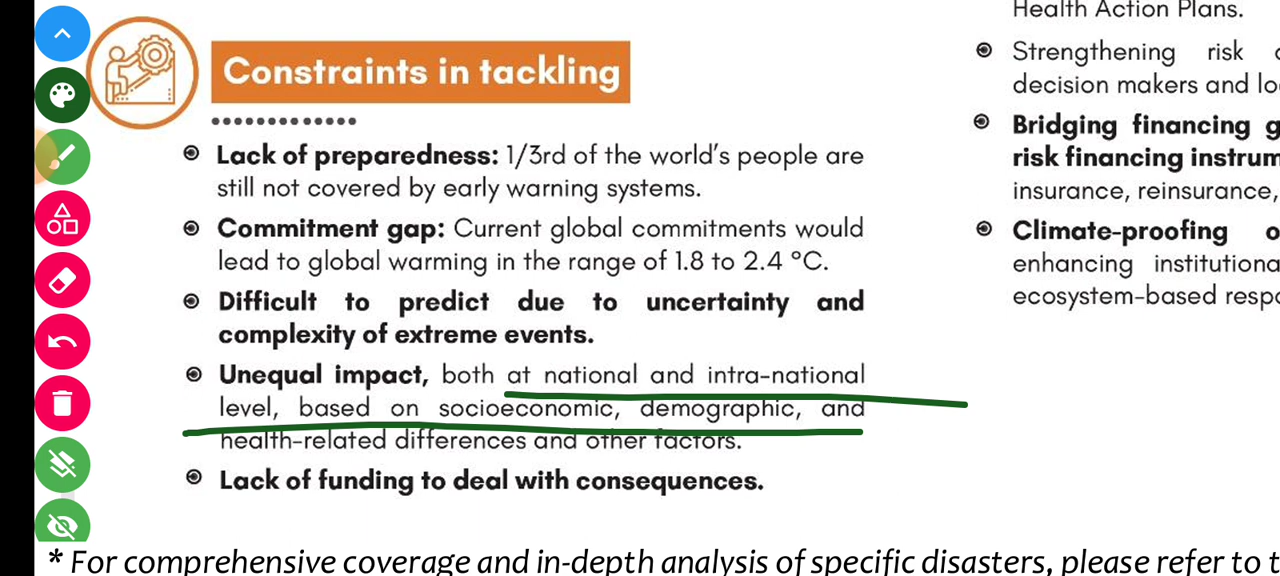 Constraints in tackling
Lack of preparedness: 1/3rd of the world's people are
still not covered by early warning systems.
Commitment gap: Current global commitments would
lead to global warming in the range of 1.8 to 2.4 °C.
Difficult to predict due to uncertainty and
complexity of extreme events.
Unequal impact, both at national and intra-national
level, based on socioeconomic, demographic, and
health-related differences and other factors.
Lack of funding to deal with consequences.
Health Action Plans.
Strengthening risk
decision makers and
Bridging financing
risk financing
insurance, reinsurance,
Climate-proofing
enhancing
ecosystem-based
* For comprehensive coverage and in-depth analysis of specific disasters, please refer to